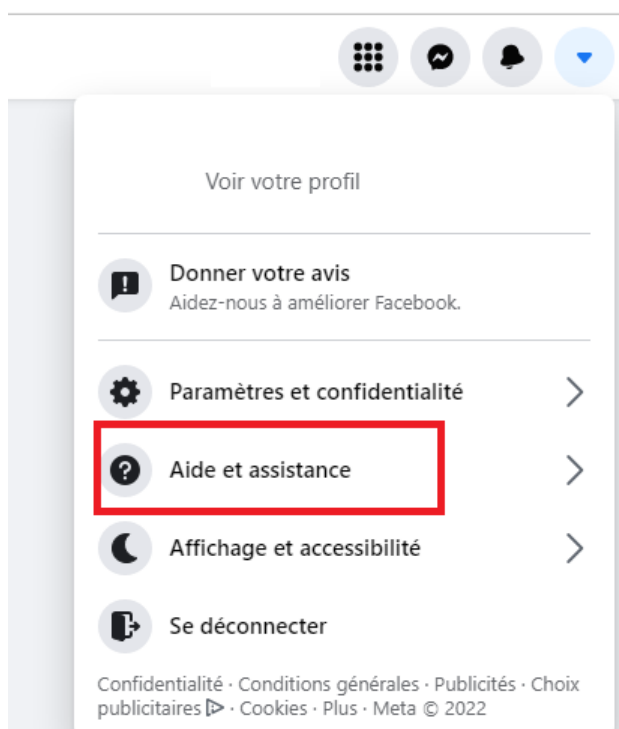 Voir votre profil
Donner votre avis
Aidez-nous à améliorer Facebook.
Paramètres et confidentialité
Aide et assistance
Affichage et accessibilité
Se déconnecter
Confidentialité · Conditions générales · Publicités · Choix
publicitaires · Cookies · Plus · Meta © 2022